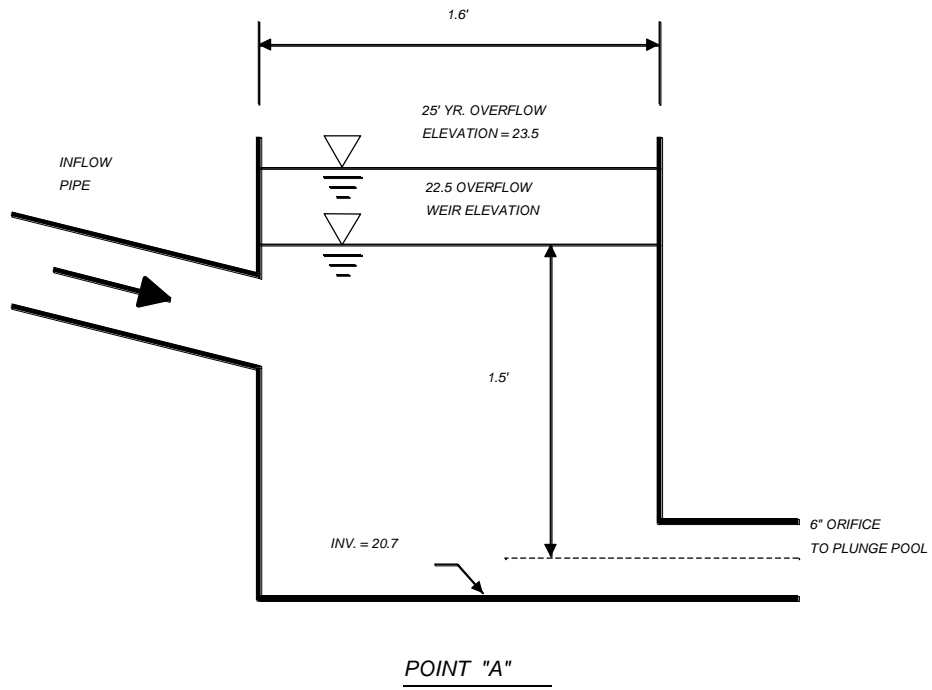 1.6'
25' YR. OVERFLOW
ELEVATION = 23.5
INFLOW
PIPE
22.5 OVERFLOW
WEIR ELEVATION
1.5'
6" ORIFICE
TO PLUNGE POOL
INV. = 20.7
POINT "A"